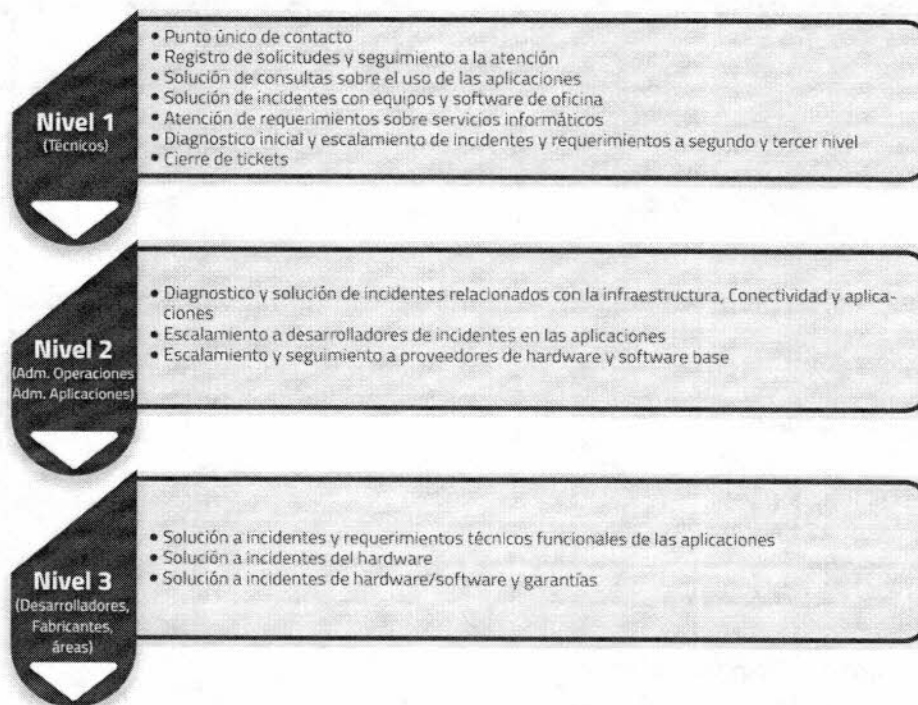 Nivel 1
(Técnicos)
• Punto único de contacto
• Registro de solicitudes y seguimiento a la atención
• Solución de consultas sobre el uso de las aplicaciones
• Solución de incidentes con equipos y software de oficina
• Atención de requerimientos sobre servicios informáticos
• Diagnostico inicial y escalamiento de incidentes y requerimientos a segundo y tercer nivel
• Cierre de tickets
Nivel 2
(Adm. Operaciones
Adm. Aplicaciones)
• Diagnostico y solución de incidentes relacionados con la infraestructura, Conectividad y aplica-
ciones
• Escalamiento a desarrolladores de incidentes en las aplicaciones
• Escalamiento y seguimiento a proveedores de hardware y software base
Nivel 3
(Desarrolladores,
Fabricantes,
áreas)
• Solución a incidentes y requerimientos técnicos funcionales de las aplicaciones
• Solución a incidentes del hardware
• Solución a incidentes de hardware/software y garantías